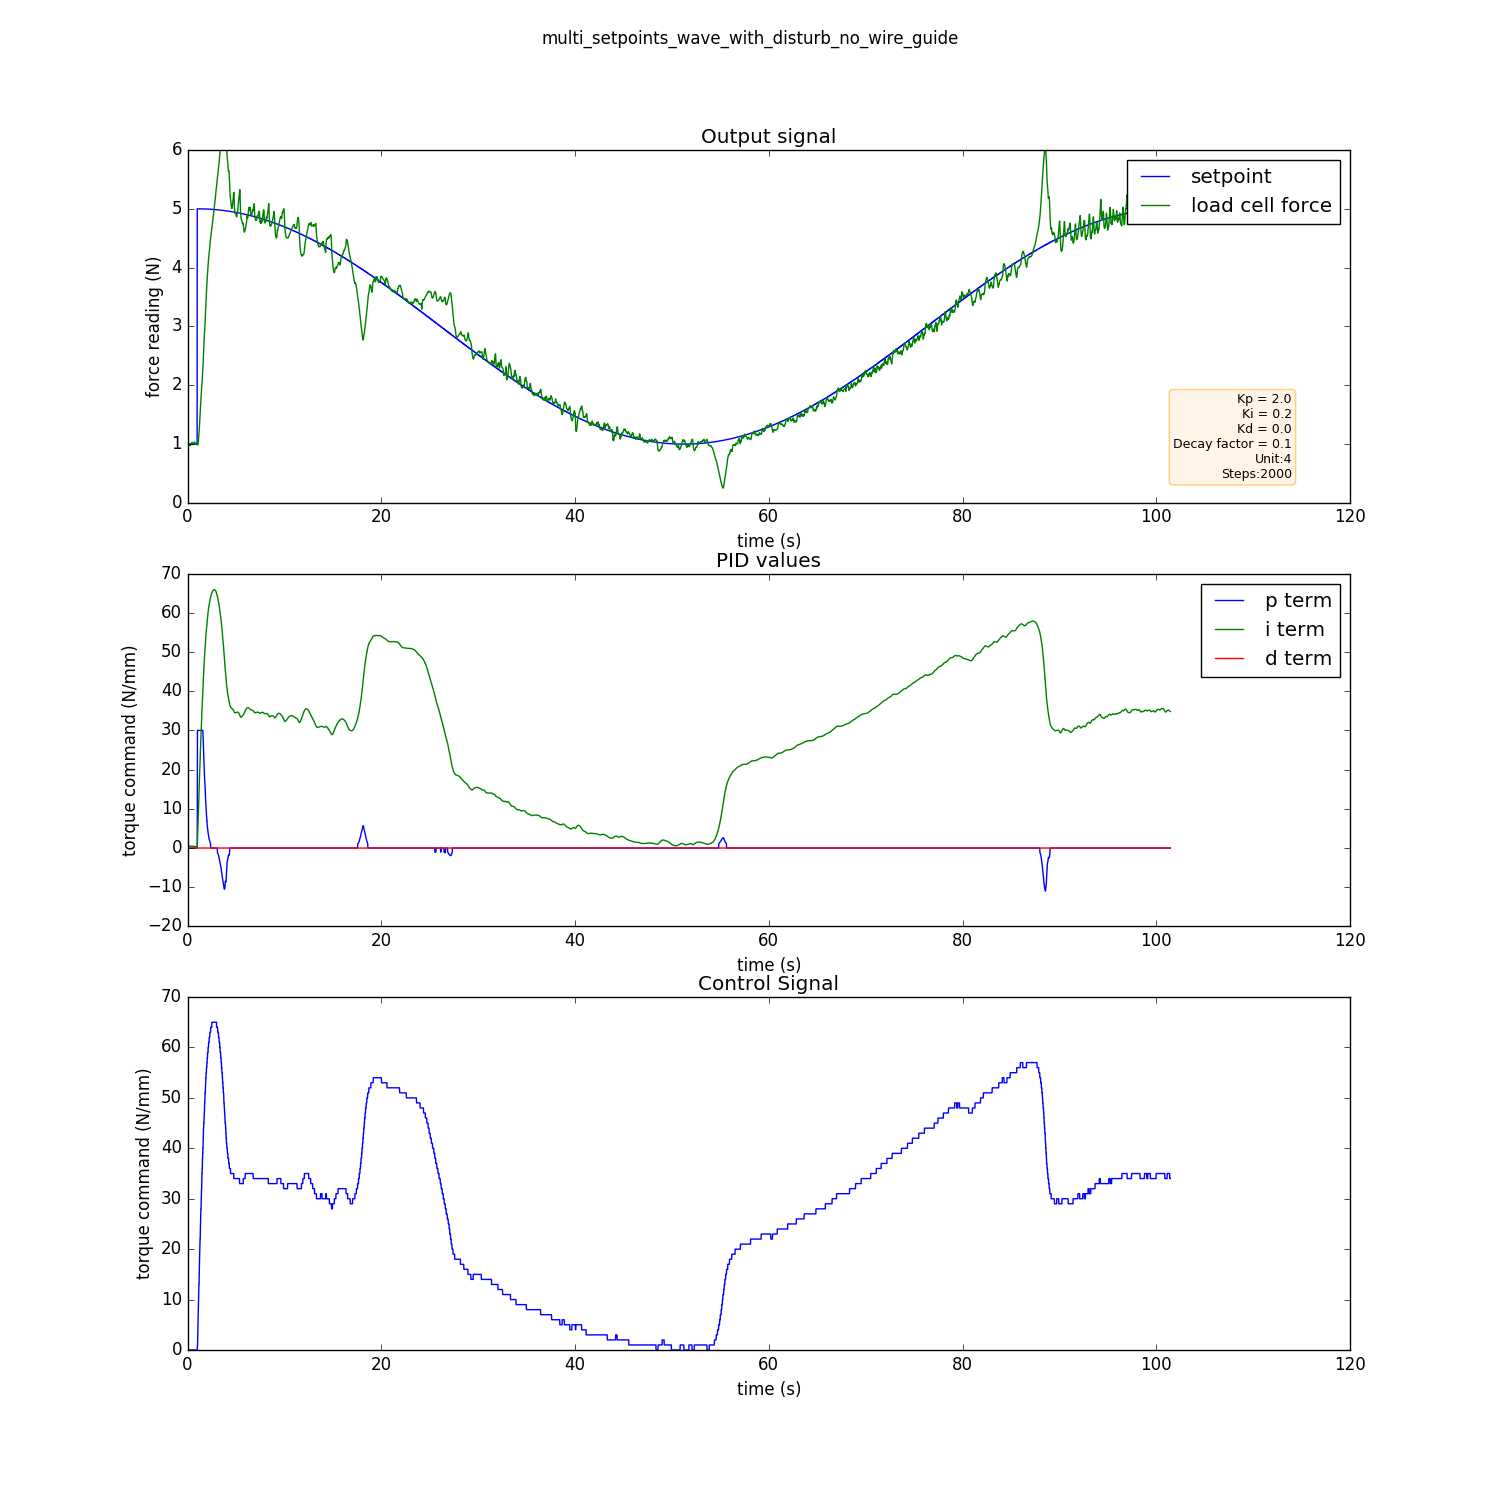 multi_setpoints_wave_with_disturb_no_wire_guide
Output signal
force reading (N)
6
5
4
3
2
1
0
setpoint
load cell force
Kp = 2.0
Ki = 0.2
Kd = 0.0
Decay factor = 0.1
Unit:4
Steps:2000
0 20 40 60 80 100 120
time (s)
PID values
torque command (N/mm)
70
60
50
40
30
20
10
0
−10
−20
p term
i term
d term
0 20 40 60 80 100 120
time (s)
Control Signal
torque command (N/mm)
70
60
50
40
30
20
10
0
0 20 40 60 80 100 120
time (s)